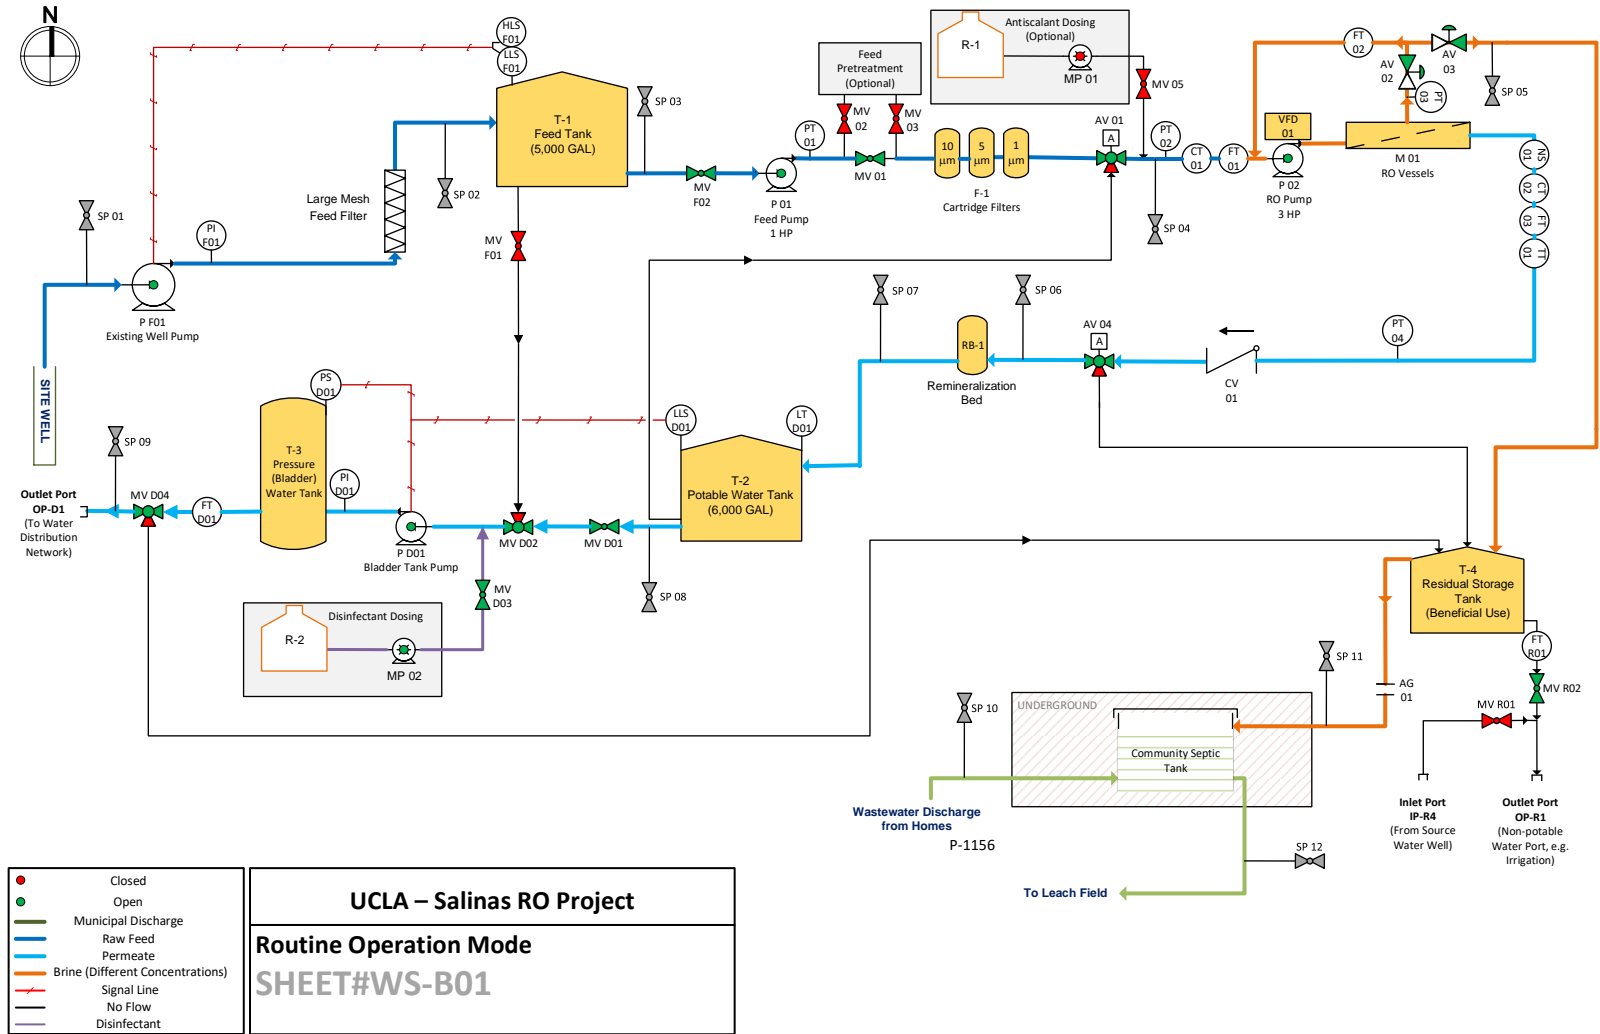 N
HLS
F01
LLS
F01
SP 01
PI
F01
P F01
Existing Well Pump
SITE WELL
Large Mesh
Feed Filter
SP 02
T-1
Feed Tank
(5,000 GAL)
SP 03
MV
F01
MV
F02
P 01
Feed Pump
1 HP
PT
01
Feed
Pretreatment
(Optional)
MV
02
MV
03
MV 01
10
µm
5
µm
1
µm
F-1
Cartridge Filters
Antiscalant Dosing
(Optional)
R-1
MP 01
MV 05
AV 01
A
PT
02
SP 04
CT
01
FT
01
VFD
01
P 02
RO Pump
3 HP
FT
02
AV
02
AV
03
PT
03
SP 05
M 01
RO Vessels
NS
01
CT
02
FT
03
TT
01
PT
04
CV
01
AV 04
A
SP 06
RB-1
Remineralization
Bed
SP 07
LLS
D01
LT
D01
T-2
Potable Water Tank
(6,000 GAL)
SP 08
MV D01
MV D02
MV
D03
P D01
Bladder Tank Pump
PS
D01
PI
D01
T-3
Pressure
(Bladder)
Water Tank
FT
D01
MV D04
SP 09
Outlet Port
OP-D1
(To Water
Distribution
Network)
Disinfectant Dosing
R-2
MP 02
T-4
Residual Storage
Tank
(Beneficial Use)
FT
R01
MV R02
MV R01
AG
01
SP 11
SP 10
UNDERGROUND
Community Septic
Tank
Wastewater Discharge
from Homes
P-1156
SP 12
To Leach Field
Inlet Port
IP-R4
(From Source
Water Well)
Outlet Port
OP-R1
(Non-potable
Water Port, e.g.
Irrigation)
Closed
Open
Municipal Discharge
Raw Feed
Permeate
Brine (Different Concentrations)
Signal Line
No Flow
Disinfectant
UCLA – Salinas RO Project
Routine Operation Mode
SHEET#WS-B01